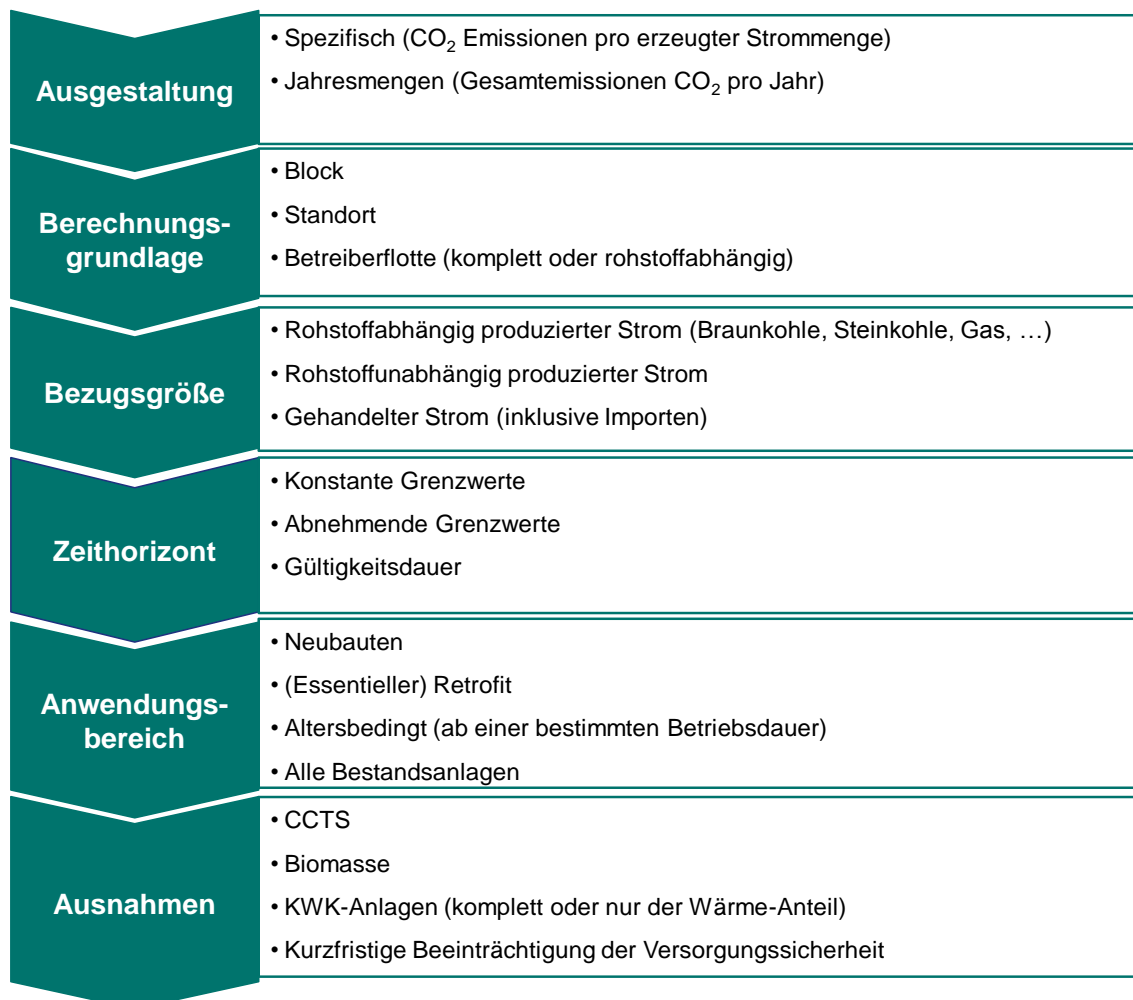 Ausgestaltung
• Spezifisch (CO₂ Emissionen pro erzeugter Strommenge)
• Jahresmengen (Gesamtemissionen CO₂ pro Jahr)
Berechnungs-
grundlage
• Block
• Standort
• Betreiberflotte (komplett oder rohstoffabhängig)
Bezugsgröße
• Rohstoffabhängig produzierter Strom (Braunkohle, Steinkohle, Gas, …)
• Rohstoffunabhängig produzierter Strom
• Gehandelter Strom (inklusive Importen)
Zeithorizont
• Konstante Grenzwerte
• Abnehmende Grenzwerte
• Gültigkeitsdauer
Anwendungs-
bereich
• Neubauten
• (Essentieller) Retrofit
• Altersbedingt (ab einer bestimmten Betriebsdauer)
• Alle Bestandsanlagen
Ausnahmen
• CCTS
• Biomasse
• KWK-Anlagen (komplett oder nur der Wärme-Anteil)
• Kurzfristige Beeinträchtigung der Versorgungssicherheit